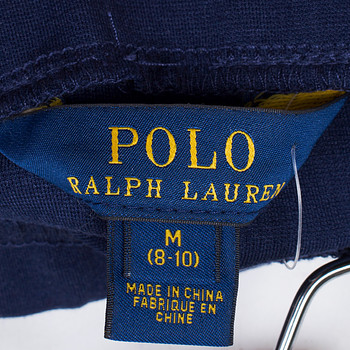 POLO
RALPH LAUREN
M
(8-10)
MADE IN CHINA
FABRIQUE EN
CHINE